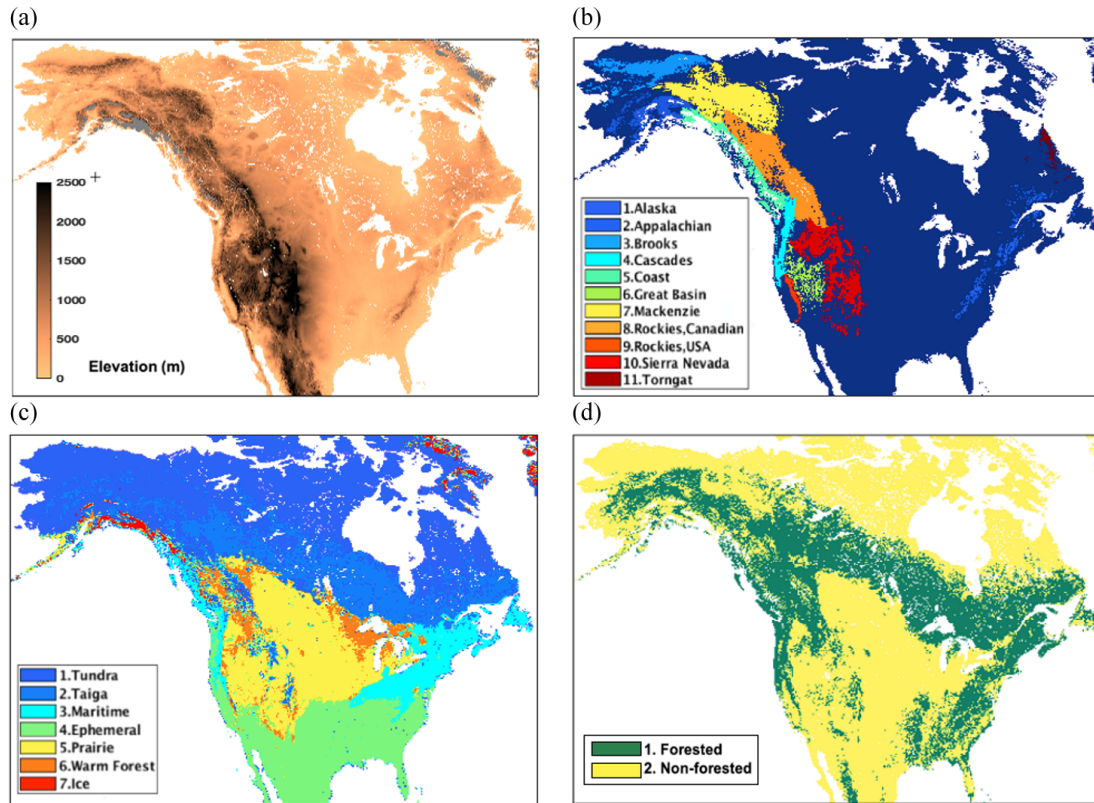 (a)
(b)
2500 +
2000
1500
1000
500
0
Elevation (m)
1.Alaska
2.Appalachian
3.Brooks
4.Cascades
5.Coast
6.Great Basin
7.Mackenzie
8.Rockies,Canadian
9.Rockies,USA
10.Sierra Nevada
11.Torngat
(c)
(d)
1.Tundra
2.Taiga
3.Maritime
4.Ephemeral
5.Prairie
6.Warm Forest
7.Ice
1. Forested
2. Non-forested